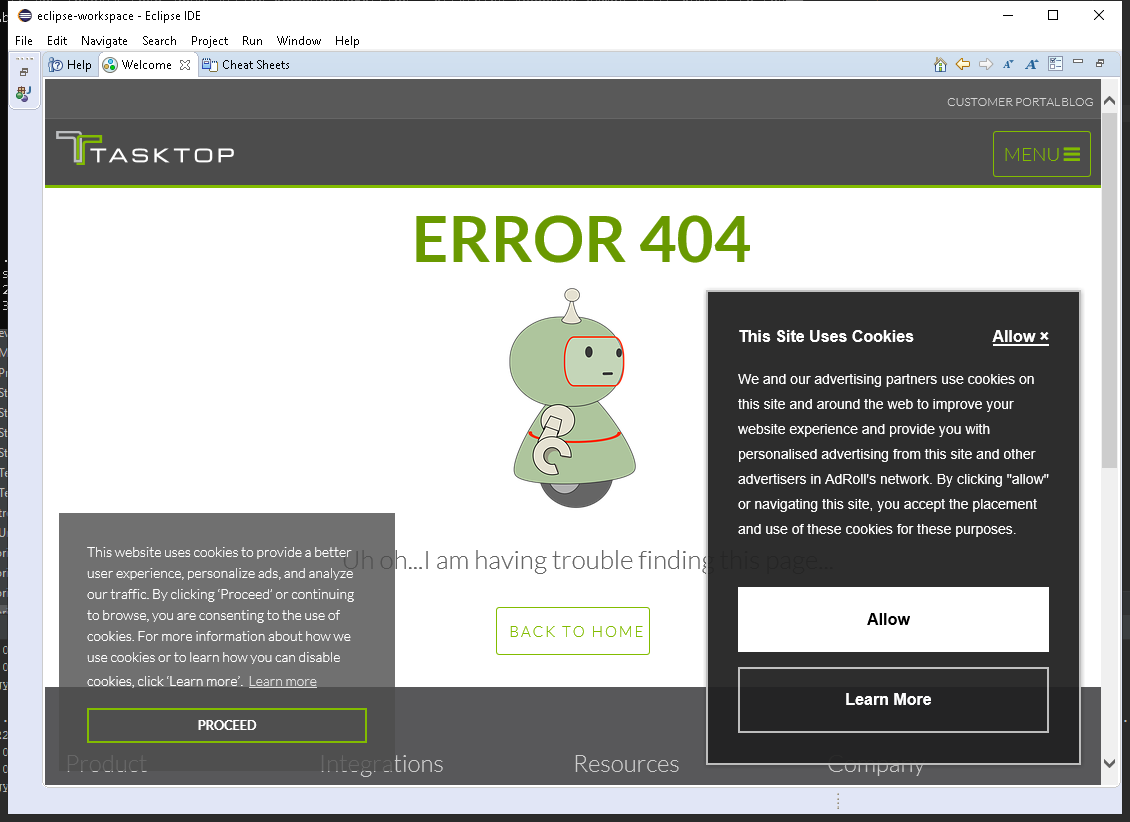 eclipse-workspace - Eclipse IDE
File Edit Navigate Search Project Run Window Help
Help Welcome Cheat Sheets
CUSTOMER PORTALBLOG
TASKTOP
MENU
ERROR 404
Uh oh...I am having trouble finding this page...
BACK TO HOME
This website uses cookies to provide a better
user experience, personalize ads, and analyze
our traffic. By clicking ‘Proceed’ or continuing
to browse, you are consenting to the use of
cookies. For more information about how we
use cookies or to learn how you can disable
cookies, click ‘Learn more’. Learn more
PROCEED
This Site Uses Cookies Allow ×
We and our advertising partners use cookies on
this site and around the web to improve your
website experience and provide you with
personalised advertising from this site and other
advertisers in AdRoll's network. By clicking "allow"
or navigating this site, you accept the placement
and use of these cookies for these purposes.
Allow
Learn More
Product Integrations Resources Company